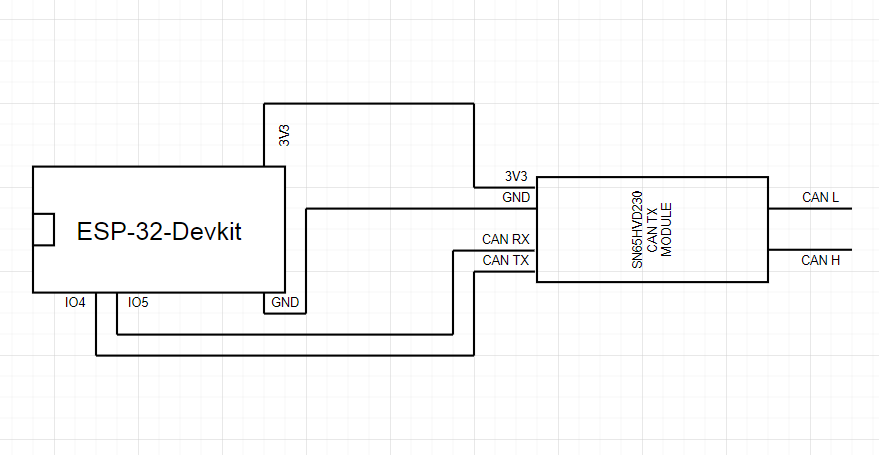 3V3
3V3
GND
CAN L
SN65HVD230
CAN TX
MODULE
ESP-32-Devkit
CAN RX
CAN TX
CAN H
IO4
IO5
GND